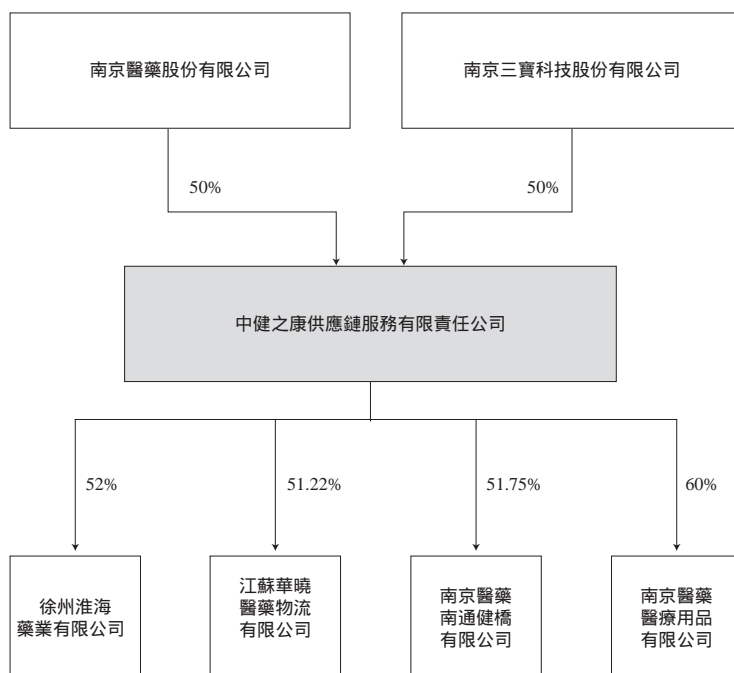 南京醫藥股份有限公司
南京三寶科技股份有限公司
50%
50%
中健之康供應鏈服務有限責任公司
52%
51.22%
51.75%
60%
徐州淮海
藥業有限公司
江蘇華曉
醫藥物流
有限公司
南京醫藥
南通健橋
有限公司
南京醫藥
醫療用品
有限公司